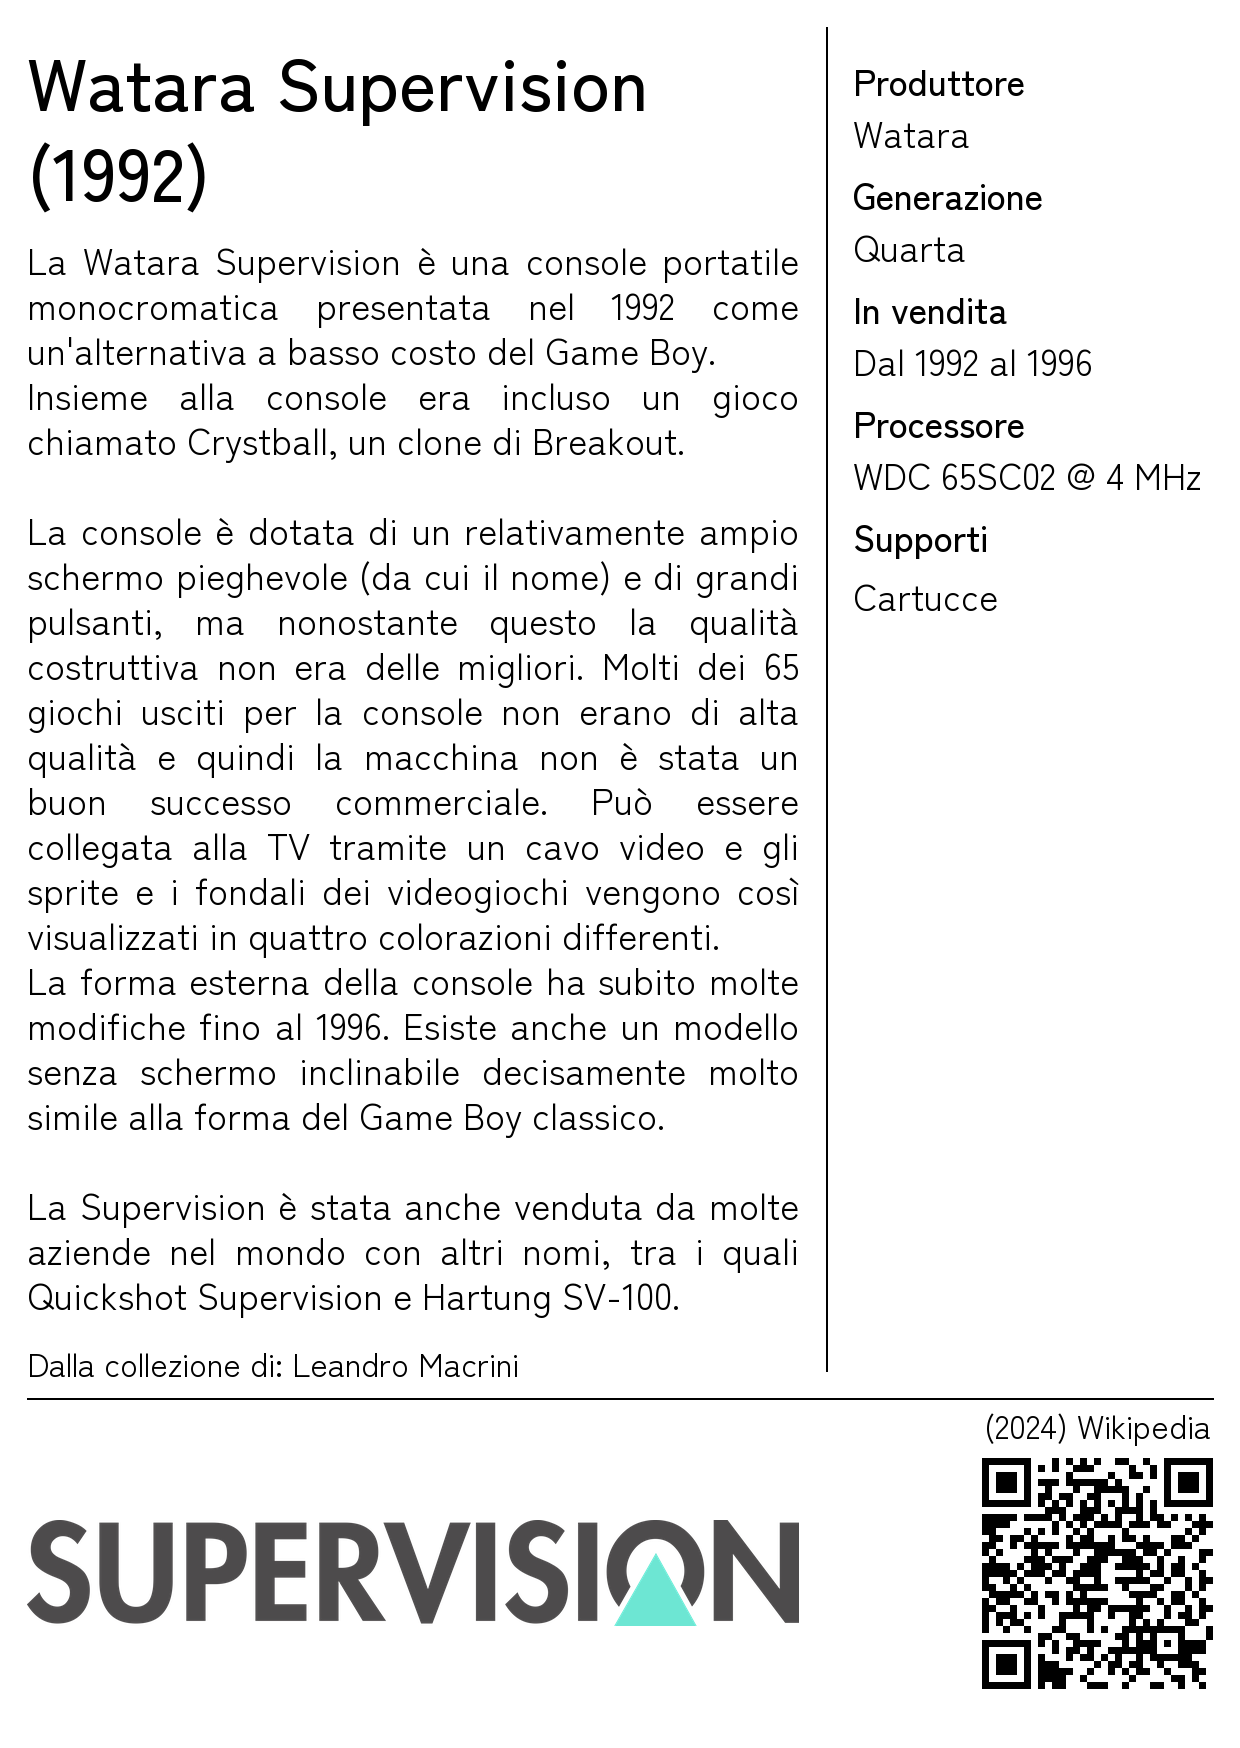 Watara Supervision
(1992)
La Watara Supervision è una console portatile
monocromatica presentata nel 1992 come
un'alternativa a basso costo del Game Boy.
Insieme alla console era incluso un gioco
chiamato Crystball, un clone di Breakout.
La console è dotata di un relativamente ampio
schermo pieghevole (da cui il nome) e di grandi
pulsanti, ma nonostante questo la qualità
costruttiva non era delle migliori. Molti dei 65
giochi usciti per la console non erano di alta
qualità e quindi la macchina non è stata un
buon successo commerciale. Può essere
collegata alla TV tramite un cavo video e gli
sprite e i fondali dei videogiochi vengono così
visualizzati in quattro colorazioni differenti.
La forma esterna della console ha subito molte
modifiche fino al 1996. Esiste anche un modello
senza schermo inclinabile decisamente molto
simile alla forma del Game Boy classico.
La Supervision è stata anche venduta da molte
aziende nel mondo con altri nomi, tra i quali
Quickshot Supervision e Hartung SV-100.
Dalla collezione di: Leandro Macrini
Produttore
Watara
Generazione
Quarta
In vendita
Dal 1992 al 1996
Processore
WDC 65SC02 @ 4 MHz
Supporti
Cartucce
(2024) Wikipedia
SUPERVISION